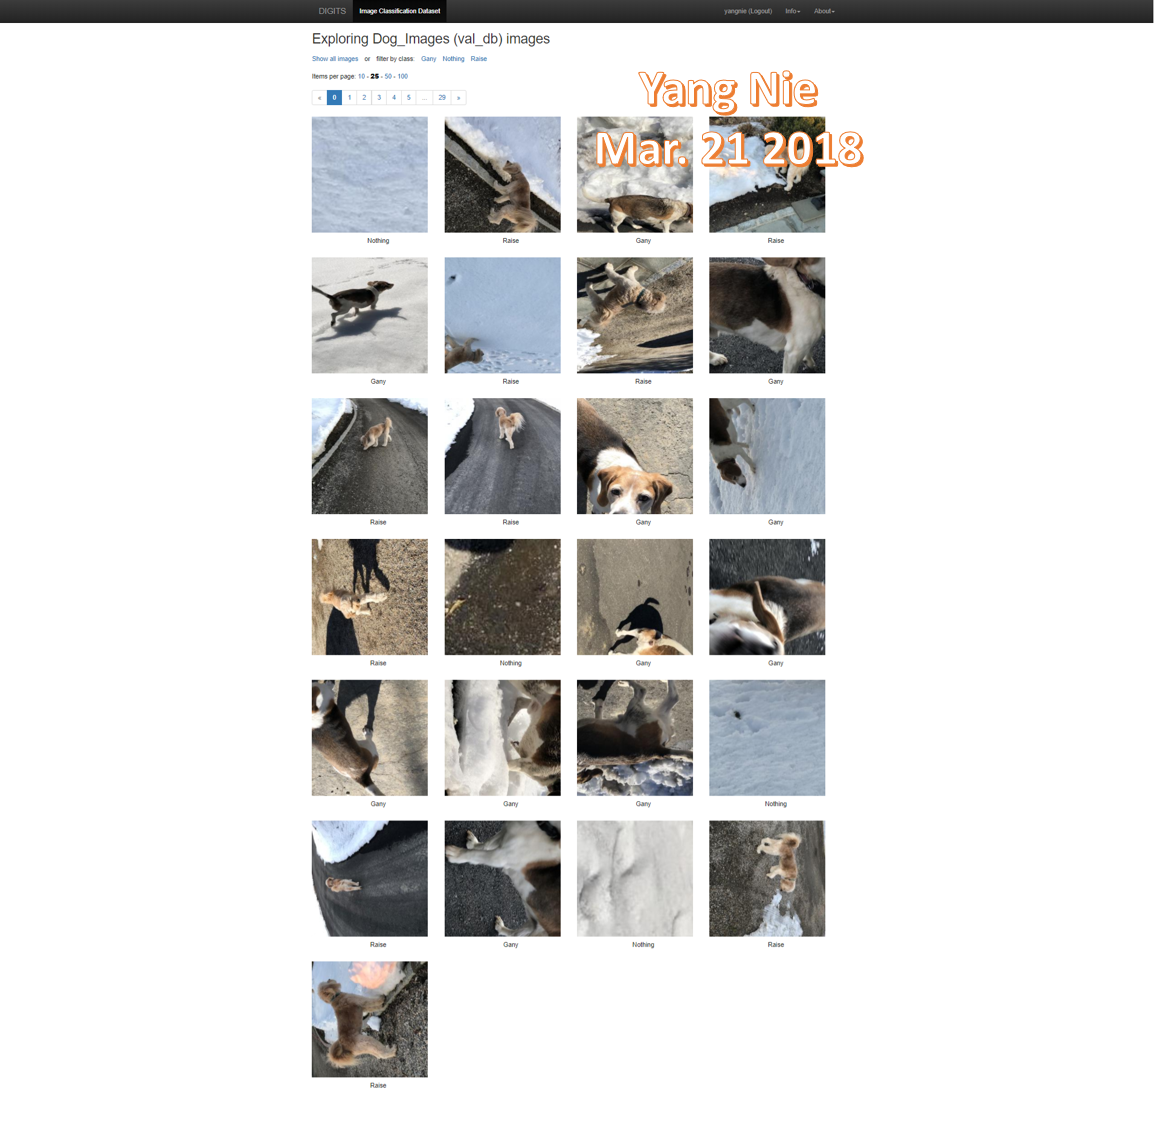 DIGITS Image Classification Dataset yangnie (Logout) Info About
Exploring Dog_Images (val_db) images
Show all images or filter by class: Gany Nothing Raise
Items per page: 10 - 25 - 50 - 100
« 0 1 2 3 4 5 ... 29 »
Yang Nie
Mar. 21 2018
Nothing Raise Gany Raise
Gany Raise Raise Gany
Raise Raise Gany Gany
Raise Nothing Gany Gany
Gany Gany Gany Nothing
Raise Gany Nothing Raise
Raise